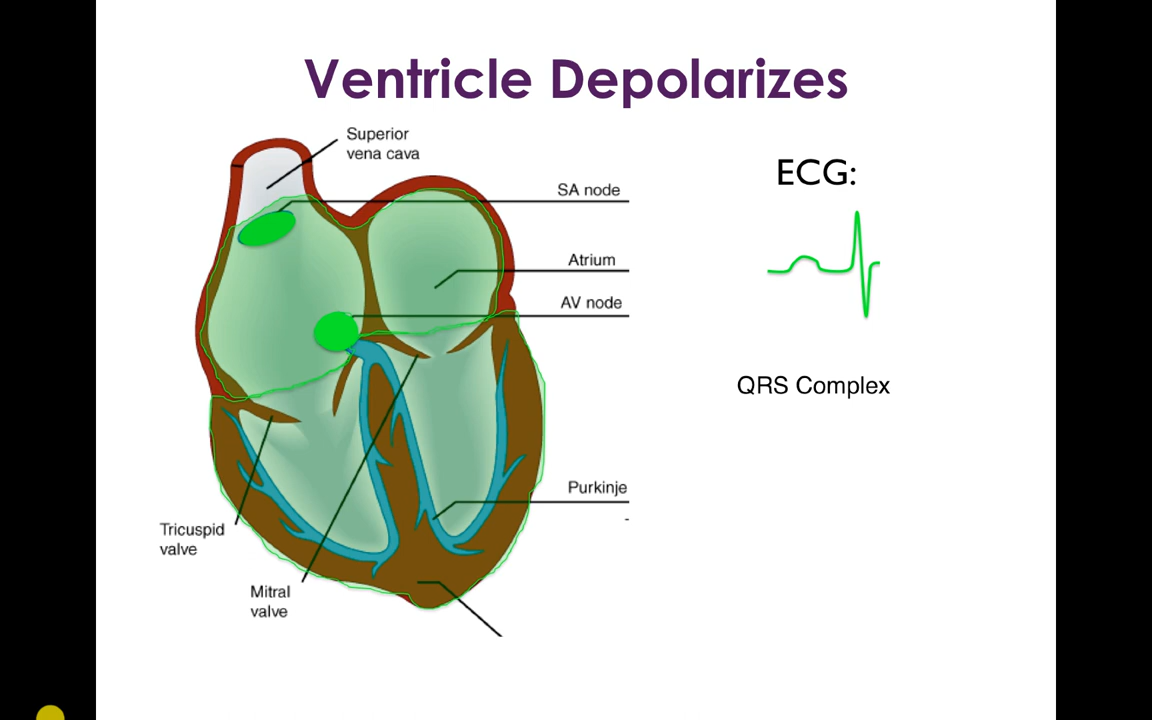 Ventricle Depolarizes
Superior
vena cava
SA node
Atrium
AV node
Purkinje
-
Tricuspid
valve
Mitral
valve
ECG:
QRS Complex